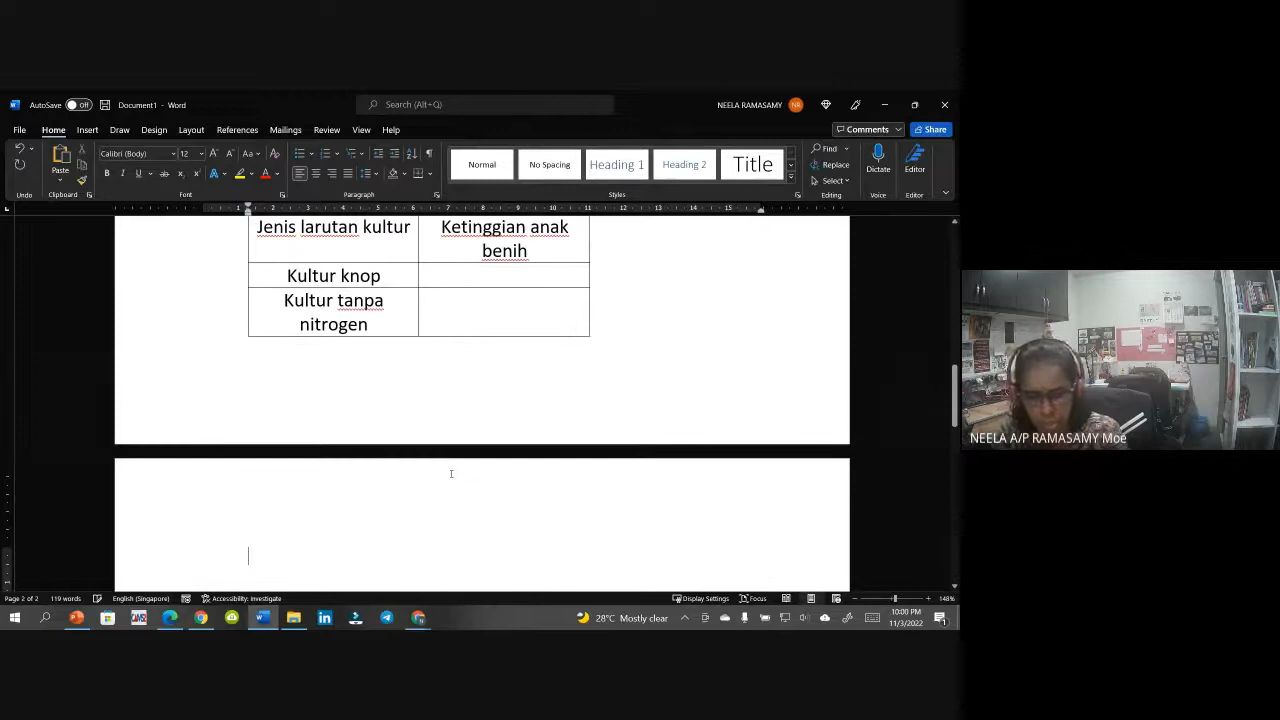 AutoSave Off Document1 - Word Search (Alt+Q) NEELA RAMASAMY NR
File Home Insert Draw Design Layout References Mailings Review View Help Comments Share
Calibri (Body) 12
Paste
Normal No Spacing Heading 1 Heading 2 Title
Find
Replace
Select
Dictate Editor
Undo Clipboard Font Paragraph Styles Editing Voice Editor
Jenis larutan kultur Ketinggian anak
benih
Kultur knop
Kultur tanpa
nitrogen
NEELA A/P RAMASAMY Moe
Page 2 of 2 119 words English (Singapore) Accessibility: Investigate Display Settings Focus 148%
28°C Mostly clear 10:00 PM
11/3/2022